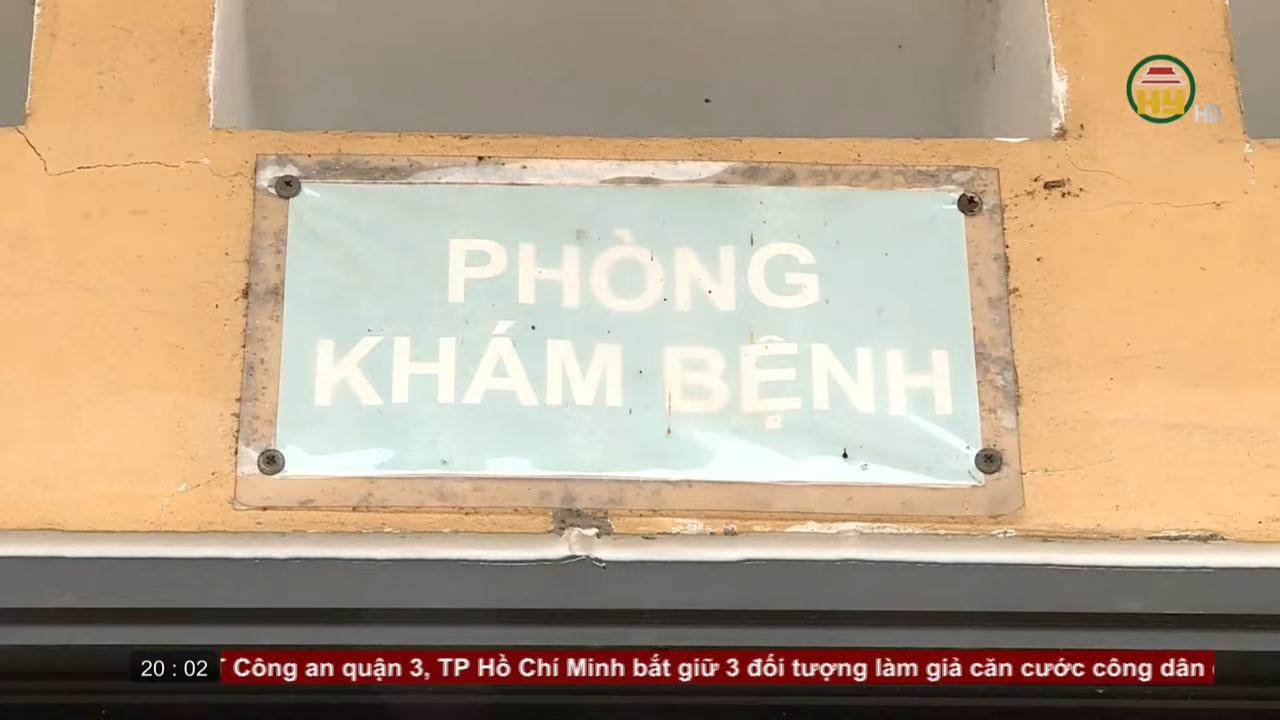 HY HD
PHÒNG
KHÁM BỆNH
20 : 02
Công an quận 3, TP Hồ Chí Minh bắt giữ 3 đối tượng làm giả căn cước công dân